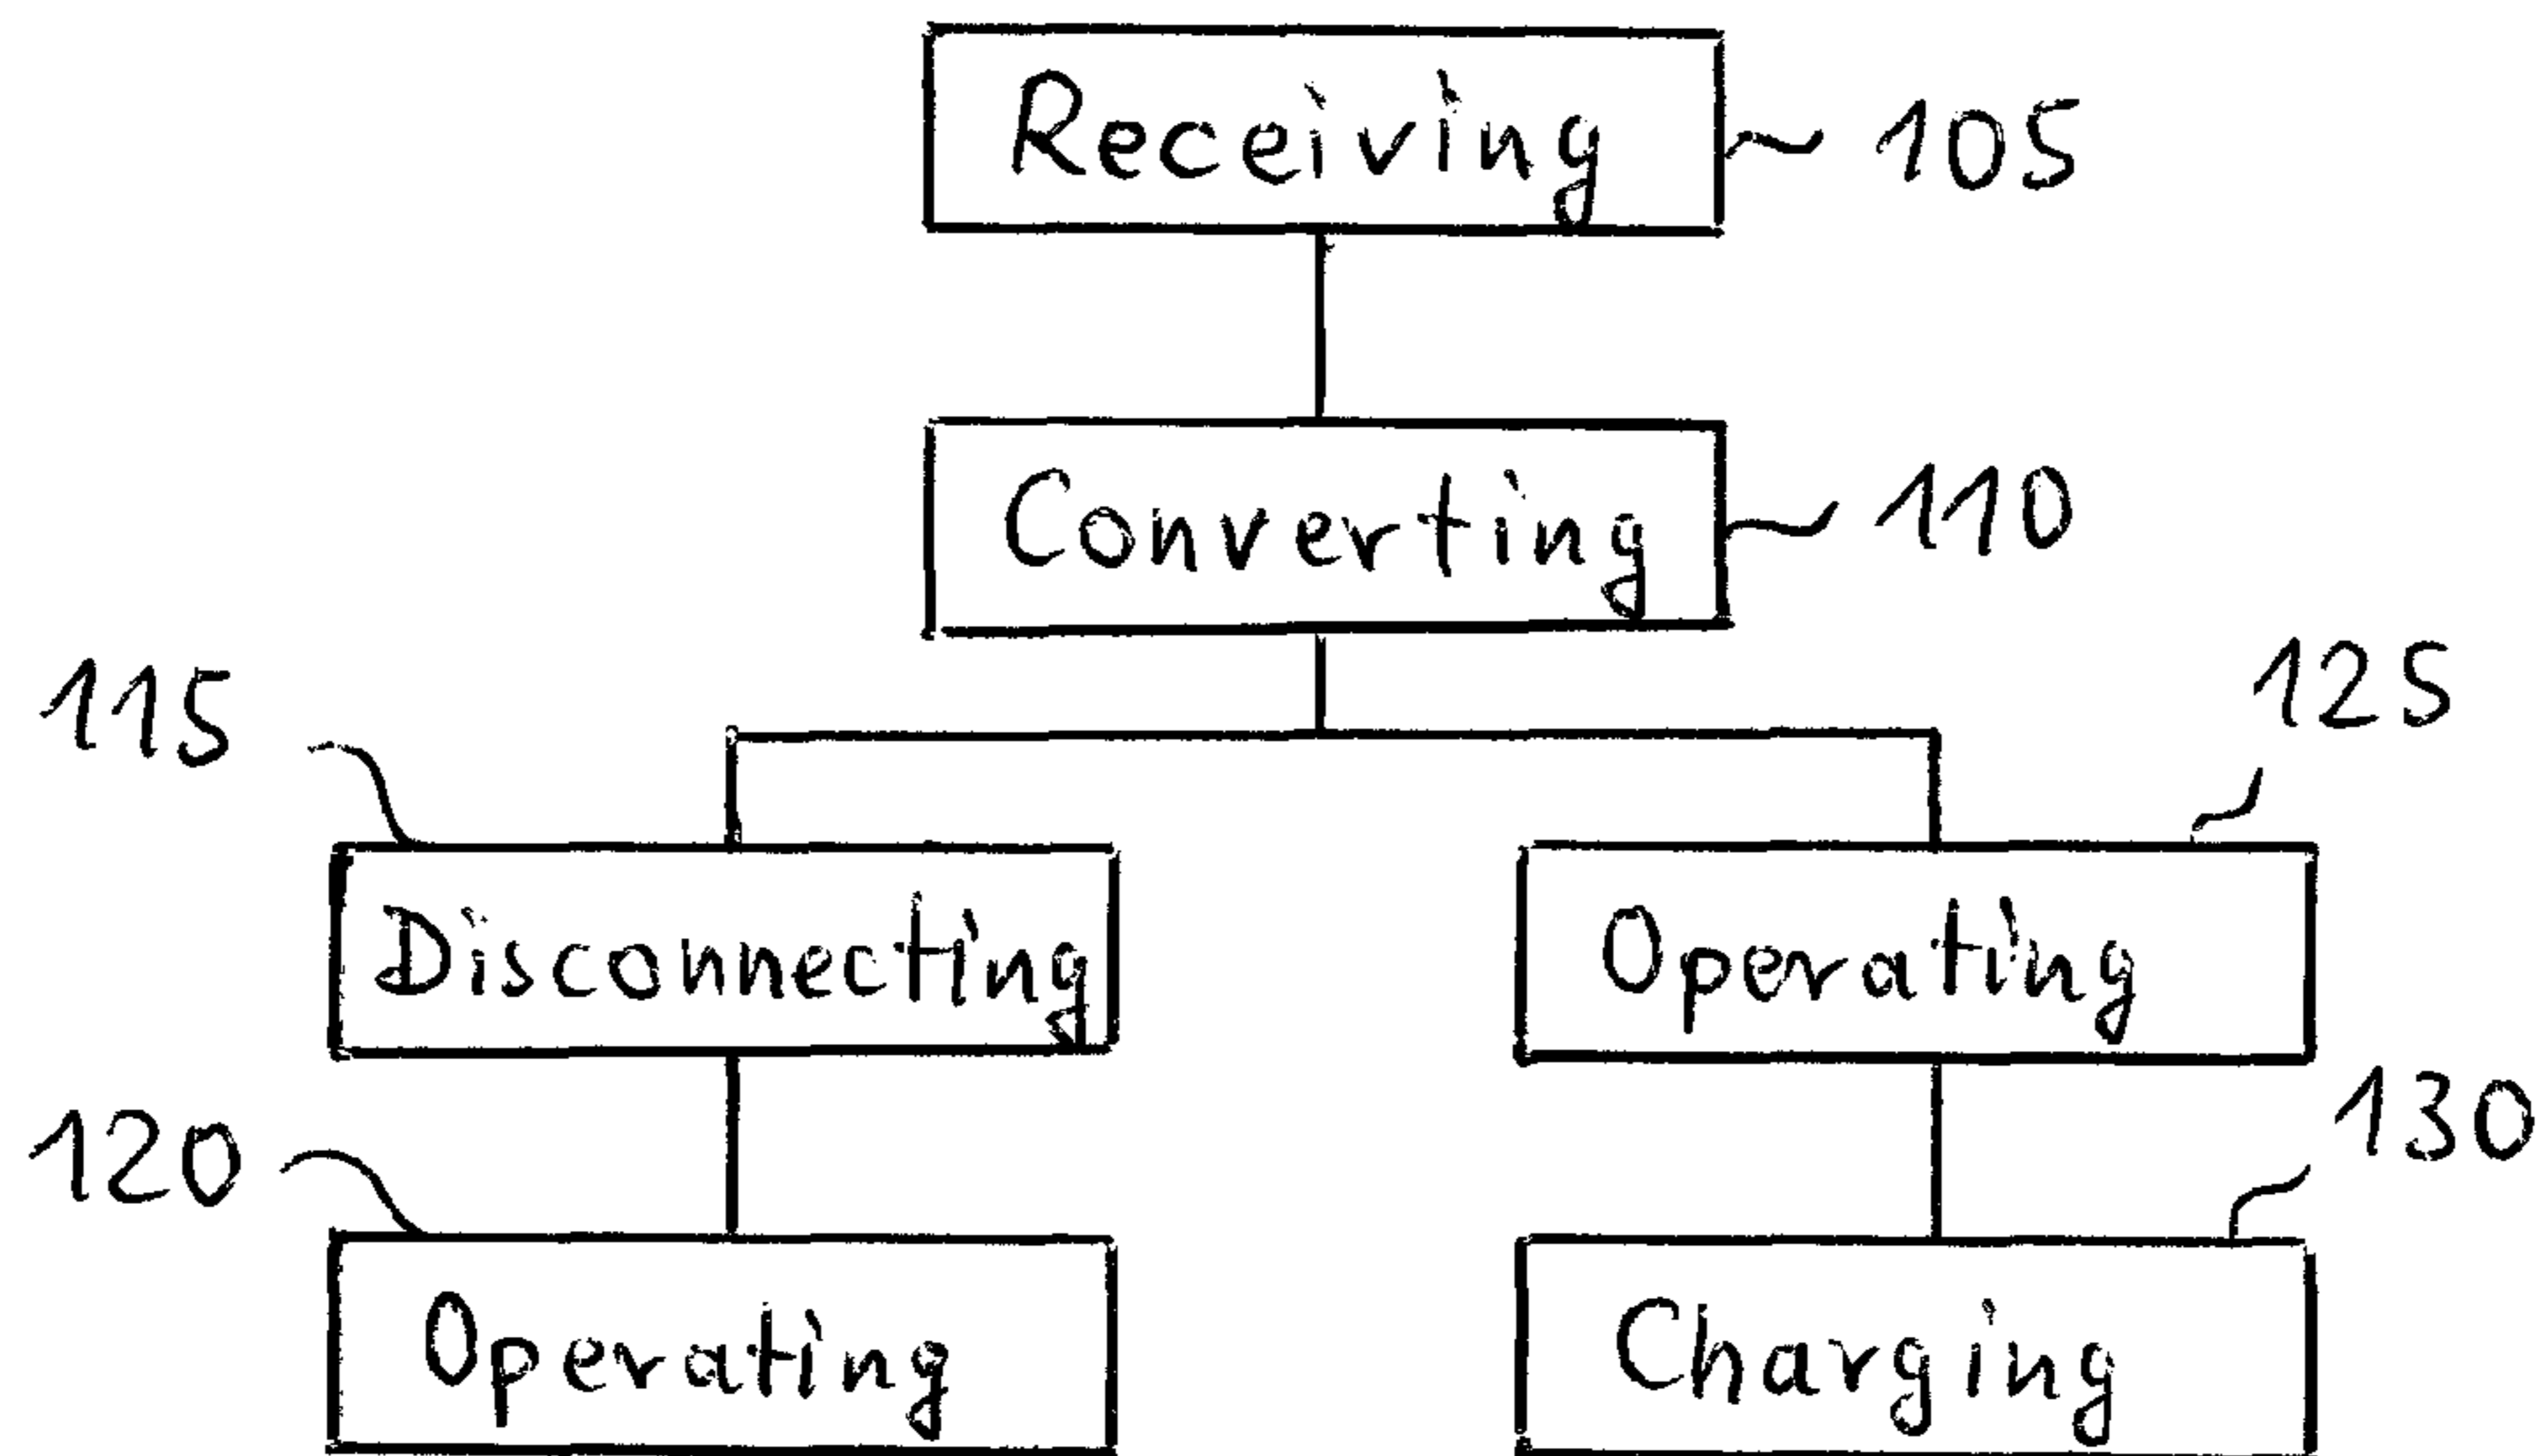 Receiving 105
Converting 110
115
125
Disconnecting
Operating
120
130
Operating
Charging